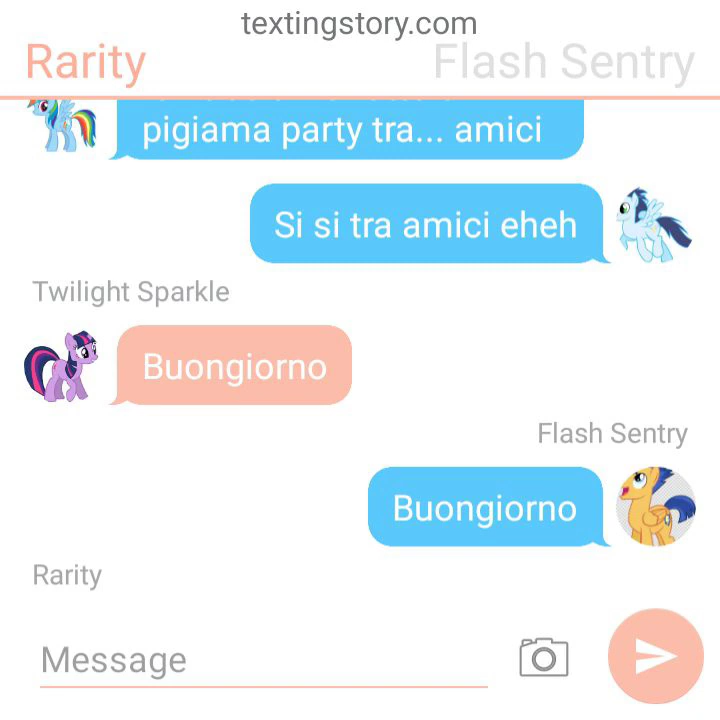 textingstory.com
Rarity
Flash Sentry
pigiama party tra... amici
Si si tra amici eheh
Twilight Sparkle
Buongiorno
Flash Sentry
Buongiorno
Rarity
Message